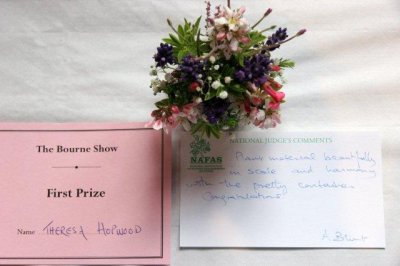 The Bourne Show
First Prize
Name THERESA HOPWOOD
NAFAS
NATIONAL JUDGE'S COMMENTS
Plant material beautifully
in scale and harmony
with the pretty container
Congratulations
A. Blunt